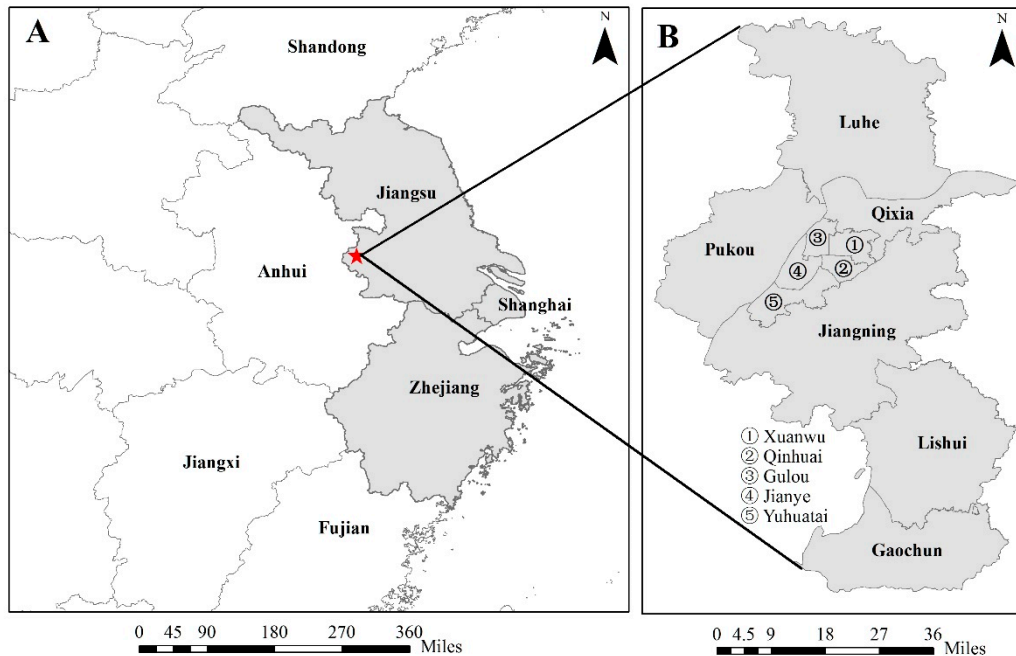 A
N
Shandong
Jiangsu
Anhui
Shanghai
Zhejiang
Jiangxi
Fujian
0 45 90 180 270 360
Miles
B
N
Luhe
Qixia
Pukou
③
①
②
④
⑤
Jiangning
① Xuanwu
② Qinhuai
③ Gulou
④ Jianye
⑤ Yuhuatai
Lishui
Gaochun
0 4.5 9 18 27 36
Miles